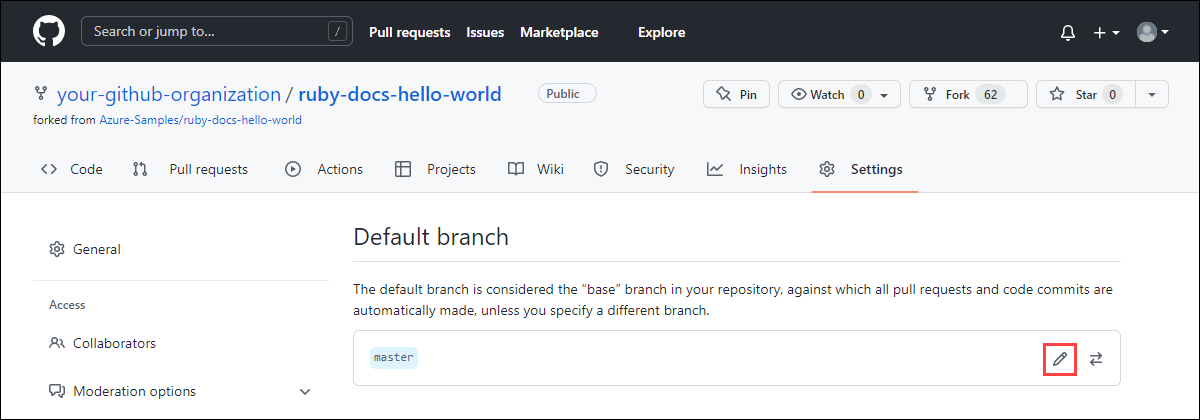 Search or jump to... /
Pull requests Issues Marketplace Explore
your-github-organization / ruby-docs-hello-world Public
Pin Watch 0 Fork 62 Star 0
forked from Azure-Samples/ruby-docs-hello-world
Code Pull requests Actions Projects Wiki Security Insights Settings
General
Access
Collaborators
Moderation options
Default branch
The default branch is considered the “base” branch in your repository, against which all pull requests and code commits are
automatically made, unless you specify a different branch.
master